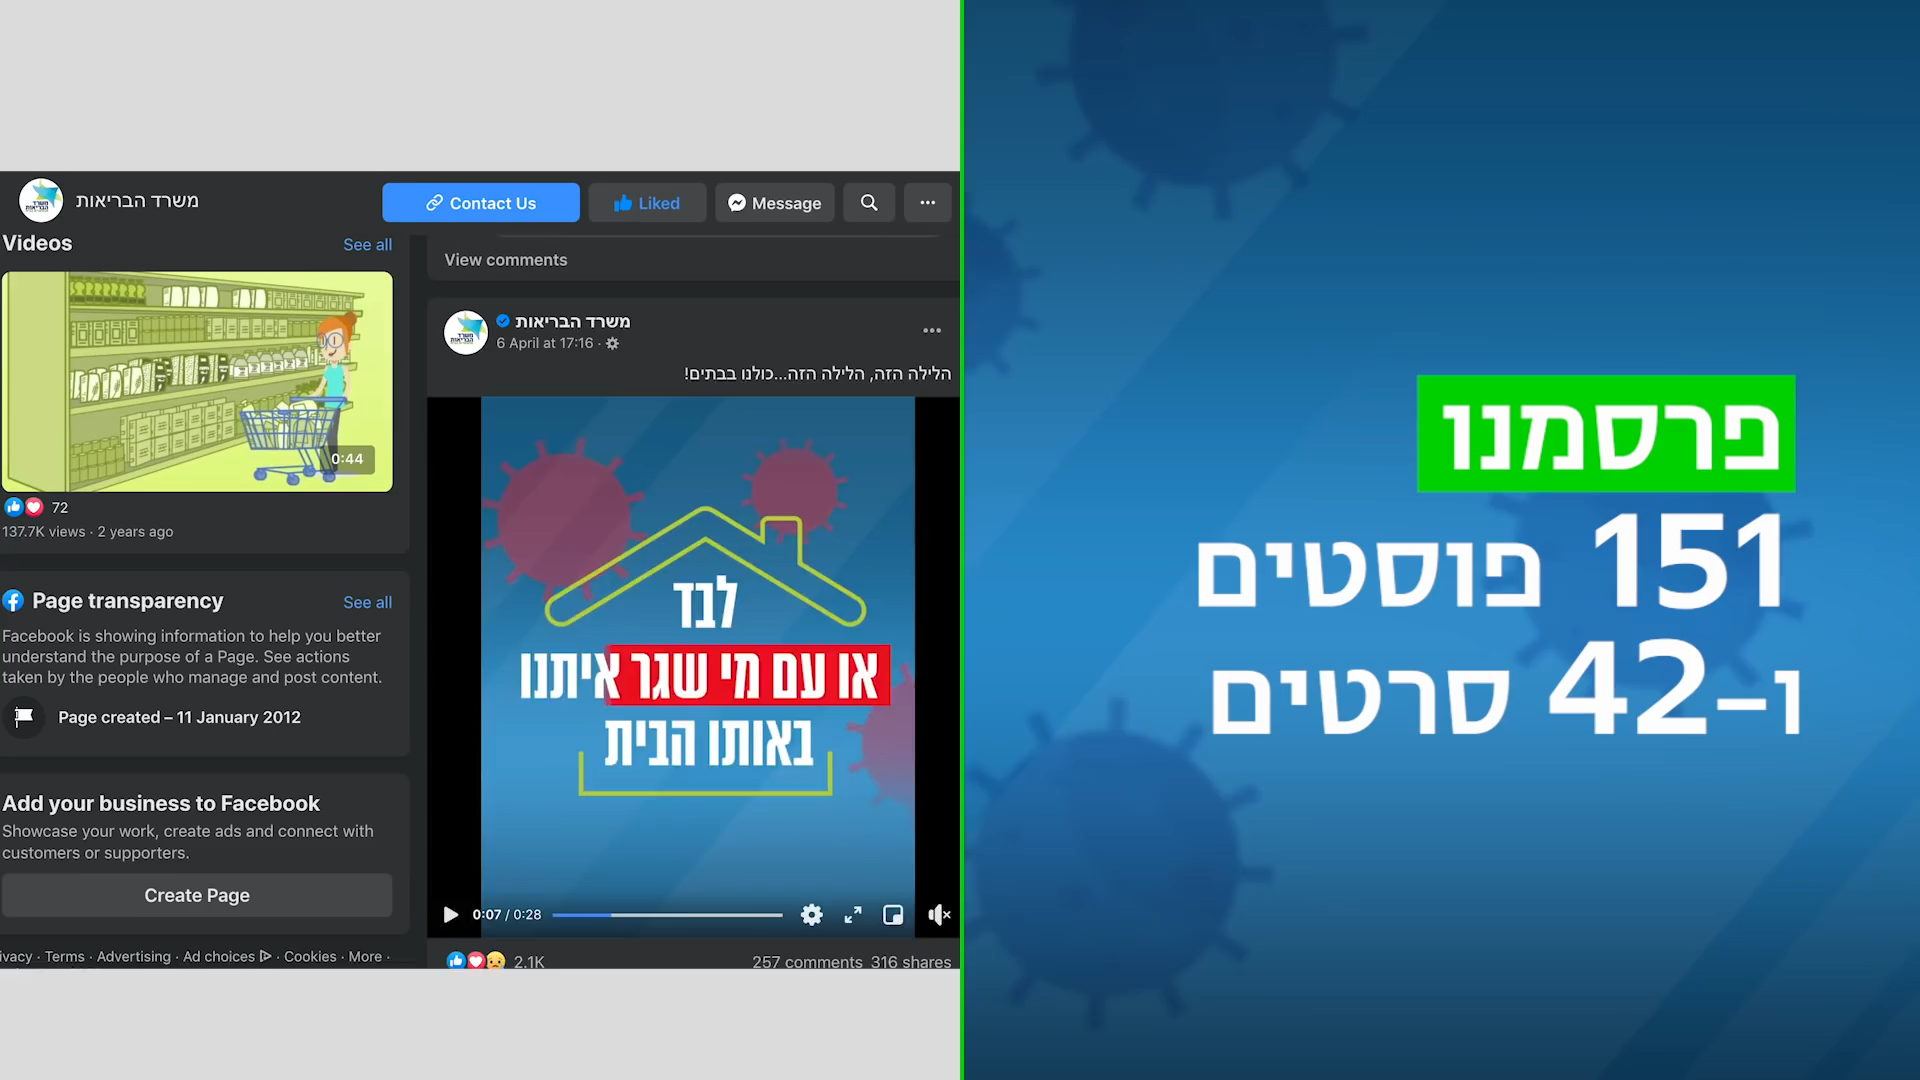 משרד הבריאות
Contact Us
Liked
Message
Videos
See all
0:44
72
137.7K views · 2 years ago
Page transparency
See all
Facebook is showing information to help you better
understand the purpose of a Page. See actions
taken by the people who manage and post content.
Page created – 11 January 2012
Add your business to Facebook
Showcase your work, create ads and connect with
customers or supporters.
Create Page
ivacy · Terms · Advertising · Ad choices · Cookies · More ·
View comments
משרד הבריאות
6 April at 17:16 ·
הלילה הזה, הלילה הזה...כולנו בבתים!
לבד
או עם מי שגר איתנו
באותו הבית
0:07 / 0:28
2.1K
257 comments 316 shares
פרסמנו
151 פוסטים
ו-42 סרטים